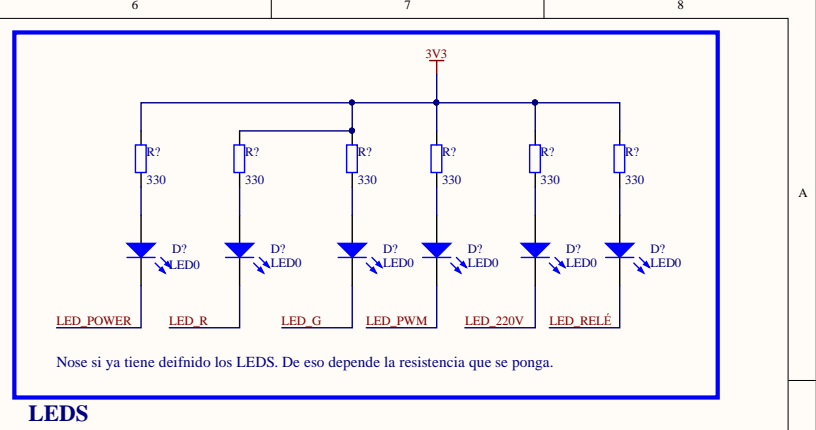 6 7 8
3V3
R? R? R? R? R? R?
330 330 330 330 330 330
A
D? D? D? D? D? D?
LED0 LED0 LED0 LED0 LED0 LED0
LED_POWER LED_R LED_G LED_PWM LED_220V LED_RELÉ
Nose si ya tiene deifnido los LEDS. De eso depende la resistencia que se ponga.
LEDS